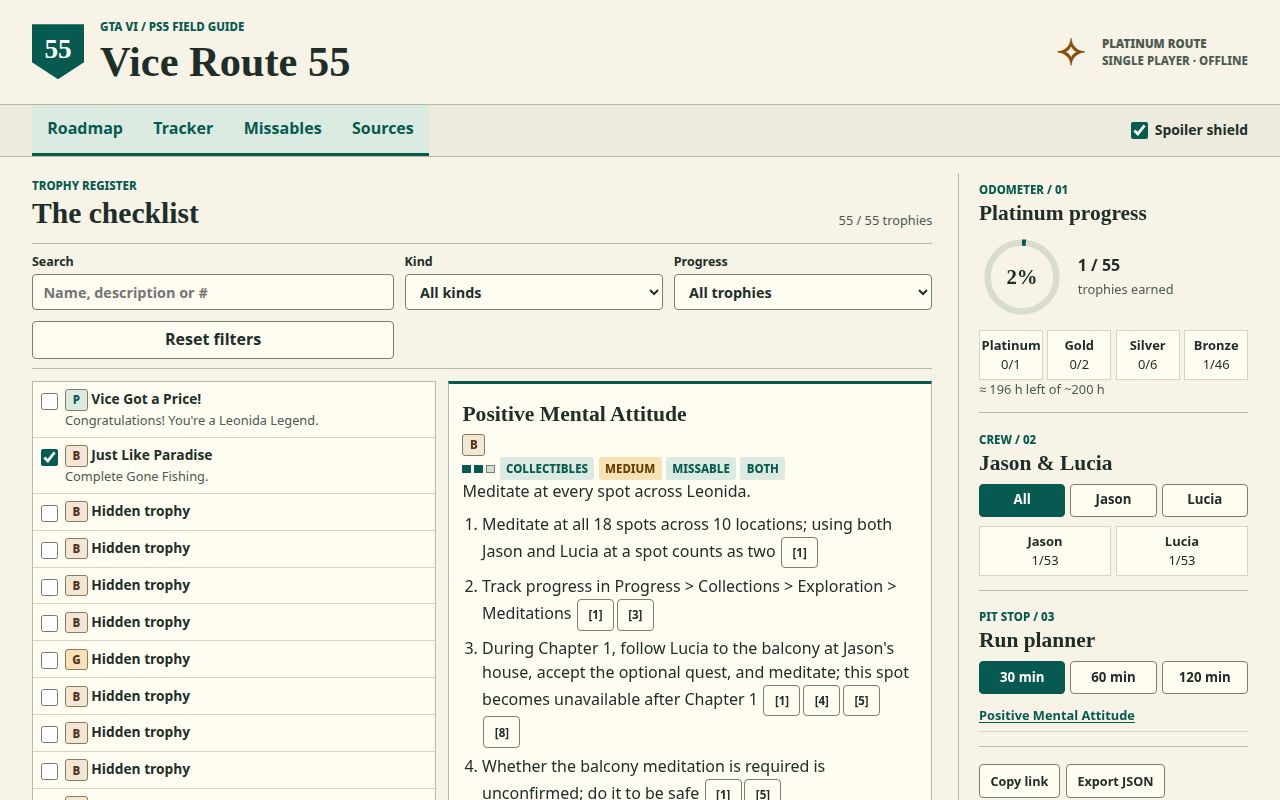 55
GTA VI / PS5 FIELD GUIDE
Vice Route 55
PLATINUM ROUTE
SINGLE PLAYER · OFFLINE
Roadmap
Tracker
Missables
Sources
Spoiler shield
TROPHY REGISTER
The checklist
55 / 55 trophies
Search
Name, description or #
Kind
All kinds
Progress
All trophies
Reset filters
P Vice Got a Price!
Congratulations! You're a Leonida Legend.
B Just Like Paradise
Complete Gone Fishing.
B Hidden trophy
B Hidden trophy
B Hidden trophy
B Hidden trophy
G Hidden trophy
B Hidden trophy
B Hidden trophy
B Hidden trophy
Positive Mental Attitude
B
COLLECTIBLES MEDIUM MISSABLE BOTH
Meditate at every spot across Leonida.
1. Meditate at all 18 spots across 10 locations; using both
Jason and Lucia at a spot counts as two [1]
2. Track progress in Progress > Collections > Exploration >
Meditations [1] [3]
3. During Chapter 1, follow Lucia to the balcony at Jason's
house, accept the optional quest, and meditate; this spot
becomes unavailable after Chapter 1 [1] [4] [5]
[8]
4. Whether the balcony meditation is required is
unconfirmed; do it to be safe [1] [5]
ODOMETER / 01
Platinum progress
2%
1 / 55
trophies earned
Platinum
0/1
Gold
0/2
Silver
0/6
Bronze
1/46
≈ 196 h left of ~200 h
CREW / 02
Jason & Lucia
All
Jason
Lucia
Jason
1/53
Lucia
1/53
PIT STOP / 03
Run planner
30 min
60 min
120 min
Positive Mental Attitude
Copy link
Export JSON